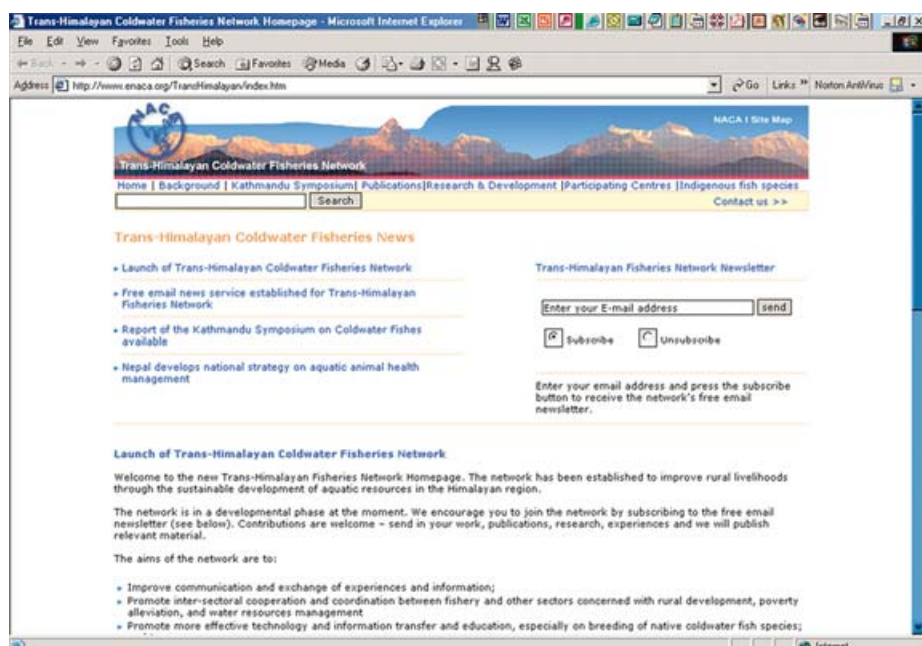 Trans-Himalayan Coldwater Fisheries Network Homepage - Microsoft Internet Explorer
File Edit View Favorites Tools Help
Back Search Favorites Media
Address http://www.enaca.org/TransHimalayan/index.htm Go Links » Norton AntiVirus
NACA
NACA | Site Map
Trans-Himalayan Coldwater Fisheries Network
Home | Background | Kathmandu Symposium| Publications|Research & Development |Participating Centres |Indigenous fish species
Search Contact us >>
Trans-Himalayan Coldwater Fisheries News
Launch of Trans-Himalayan Coldwater Fisheries Network
Free email news service established for Trans-Himalayan
Fisheries Network
Report of the Kathmandu Symposium on Coldwater Fishes
available
Nepal develops national strategy on aquatic animal health
management
Trans-Himalayan Fisheries Network Newsletter
Enter your E-mail address send
Subscribe Unsubscribe
Enter your email address and press the subscribe
button to receive the network's free email
newsletter.
Launch of Trans-Himalayan Coldwater Fisheries Network
Welcome to the new Trans-Himalayan Fisheries Network Homepage. The network has been established to improve rural livelihoods
through the sustainable development of aquatic resources in the Himalayan region.
The network is in a developmental phase at the moment. We encourage you to join the network by subscribing to the free email
newsletter (see below). Contributions are welcome – send in your work, publications, research, experiences and we will publish
relevant material.
The aims of the network are to:
Improve communication and exchange of experiences and information;
Promote inter-sectoral cooperation and coordination between fishery and other sectors concerned with rural development, poverty
alleviation, and water resources management
Promote more effective technology and information transfer and education, especially on breeding of native coldwater fish species;
Internet